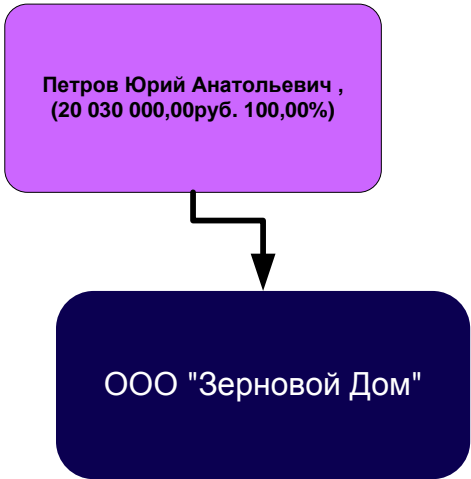 Петров Юрий Анатольевич ,
(20 030 000,00руб. 100,00%)
ООО "Зерновой Дом"